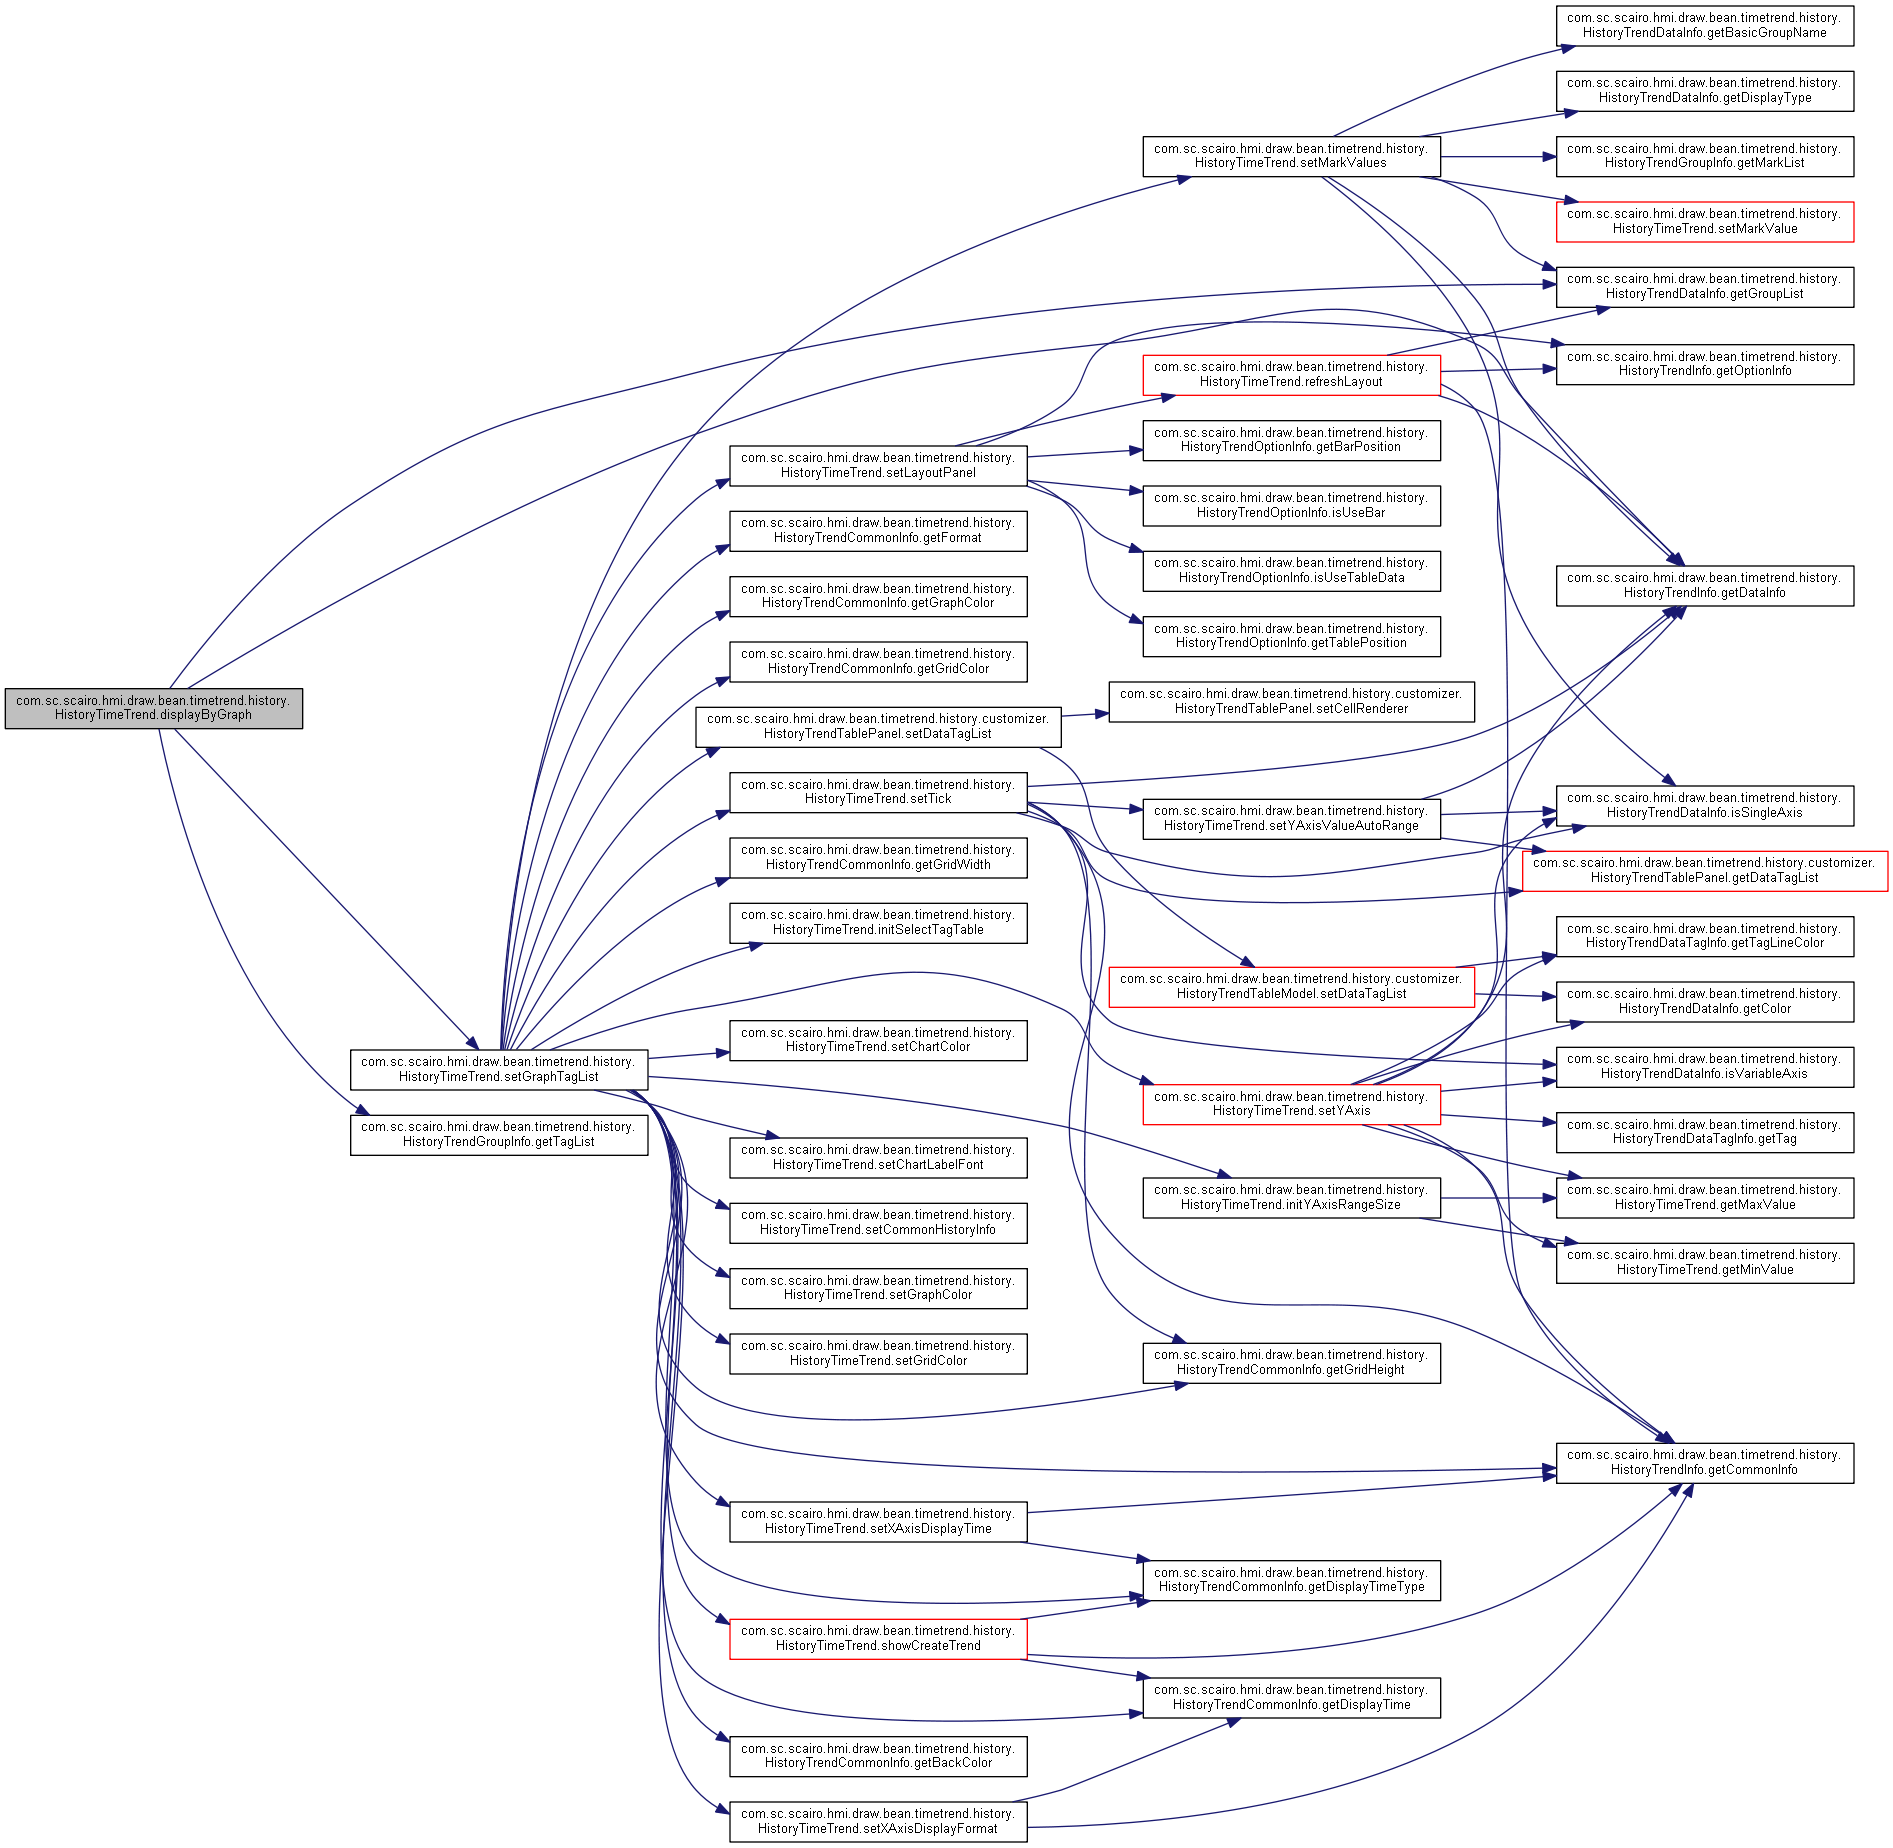 com.sc.scairo.hmi.draw.bean.timetrend.history.
HistoryTimeTrend.displayByGraph
com.sc.scairo.hmi.draw.bean.timetrend.history.
HistoryTimeTrend.setGraphTagList
com.sc.scairo.hmi.draw.bean.timetrend.history.
HistoryTrendGroupInfo.getTagList
com.sc.scairo.hmi.draw.bean.timetrend.history.
HistoryTimeTrend.setLayoutPanel
com.sc.scairo.hmi.draw.bean.timetrend.history.
HistoryTrendCommonInfo.getFormat
com.sc.scairo.hmi.draw.bean.timetrend.history.
HistoryTrendCommonInfo.getGraphColor
com.sc.scairo.hmi.draw.bean.timetrend.history.
HistoryTrendCommonInfo.getGridColor
com.sc.scairo.hmi.draw.bean.timetrend.history.customizer.
HistoryTrendTablePanel.setDataTagList
com.sc.scairo.hmi.draw.bean.timetrend.history.
HistoryTimeTrend.setTick
com.sc.scairo.hmi.draw.bean.timetrend.history.
HistoryTrendCommonInfo.getGridWidth
com.sc.scairo.hmi.draw.bean.timetrend.history.
HistoryTimeTrend.initSelectTagTable
com.sc.scairo.hmi.draw.bean.timetrend.history.
HistoryTimeTrend.setChartColor
com.sc.scairo.hmi.draw.bean.timetrend.history.
HistoryTimeTrend.setChartLabelFont
com.sc.scairo.hmi.draw.bean.timetrend.history.
HistoryTimeTrend.setCommonHistoryInfo
com.sc.scairo.hmi.draw.bean.timetrend.history.
HistoryTimeTrend.setGraphColor
com.sc.scairo.hmi.draw.bean.timetrend.history.
HistoryTimeTrend.setGridColor
com.sc.scairo.hmi.draw.bean.timetrend.history.
HistoryTimeTrend.setXAxisDisplayTime
com.sc.scairo.hmi.draw.bean.timetrend.history.
HistoryTimeTrend.showCreateTrend
com.sc.scairo.hmi.draw.bean.timetrend.history.
HistoryTrendCommonInfo.getBackColor
com.sc.scairo.hmi.draw.bean.timetrend.history.
HistoryTimeTrend.setXAxisDisplayFormat
com.sc.scairo.hmi.draw.bean.timetrend.history.
HistoryTimeTrend.setMarkValues
com.sc.scairo.hmi.draw.bean.timetrend.history.
HistoryTimeTrend.refreshLayout
com.sc.scairo.hmi.draw.bean.timetrend.history.
HistoryTrendOptionInfo.getBarPosition
com.sc.scairo.hmi.draw.bean.timetrend.history.
HistoryTrendOptionInfo.isUseBar
com.sc.scairo.hmi.draw.bean.timetrend.history.
HistoryTrendOptionInfo.isUseTableData
com.sc.scairo.hmi.draw.bean.timetrend.history.
HistoryTrendOptionInfo.getTablePosition
com.sc.scairo.hmi.draw.bean.timetrend.history.customizer.
HistoryTrendTablePanel.setCellRenderer
com.sc.scairo.hmi.draw.bean.timetrend.history.
HistoryTimeTrend.setYAxisValueAutoRange
com.sc.scairo.hmi.draw.bean.timetrend.history.customizer.
HistoryTrendTableModel.setDataTagList
com.sc.scairo.hmi.draw.bean.timetrend.history.
HistoryTimeTrend.setYAxis
com.sc.scairo.hmi.draw.bean.timetrend.history.
HistoryTimeTrend.initYAxisRangeSize
com.sc.scairo.hmi.draw.bean.timetrend.history.
HistoryTrendCommonInfo.getGridHeight
com.sc.scairo.hmi.draw.bean.timetrend.history.
HistoryTrendCommonInfo.getDisplayTimeType
com.sc.scairo.hmi.draw.bean.timetrend.history.
HistoryTrendCommonInfo.getDisplayTime
com.sc.scairo.hmi.draw.bean.timetrend.history.
HistoryTrendDataInfo.getBasicGroupName
com.sc.scairo.hmi.draw.bean.timetrend.history.
HistoryTrendDataInfo.getDisplayType
com.sc.scairo.hmi.draw.bean.timetrend.history.
HistoryTrendGroupInfo.getMarkList
com.sc.scairo.hmi.draw.bean.timetrend.history.
HistoryTimeTrend.setMarkValue
com.sc.scairo.hmi.draw.bean.timetrend.history.
HistoryTrendDataInfo.getGroupList
com.sc.scairo.hmi.draw.bean.timetrend.history.
HistoryTrendInfo.getOptionInfo
com.sc.scairo.hmi.draw.bean.timetrend.history.
HistoryTrendInfo.getDataInfo
com.sc.scairo.hmi.draw.bean.timetrend.history.
HistoryTrendDataInfo.isSingleAxis
com.sc.scairo.hmi.draw.bean.timetrend.history.customizer.
HistoryTrendTablePanel.getDataTagList
com.sc.scairo.hmi.draw.bean.timetrend.history.
HistoryTrendDataTagInfo.getTagLineColor
com.sc.scairo.hmi.draw.bean.timetrend.history.
HistoryTrendDataInfo.getColor
com.sc.scairo.hmi.draw.bean.timetrend.history.
HistoryTrendDataInfo.isVariableAxis
com.sc.scairo.hmi.draw.bean.timetrend.history.
HistoryTrendDataTagInfo.getTag
com.sc.scairo.hmi.draw.bean.timetrend.history.
HistoryTimeTrend.getMaxValue
com.sc.scairo.hmi.draw.bean.timetrend.history.
HistoryTimeTrend.getMinValue
com.sc.scairo.hmi.draw.bean.timetrend.history.
HistoryTrendInfo.getCommonInfo